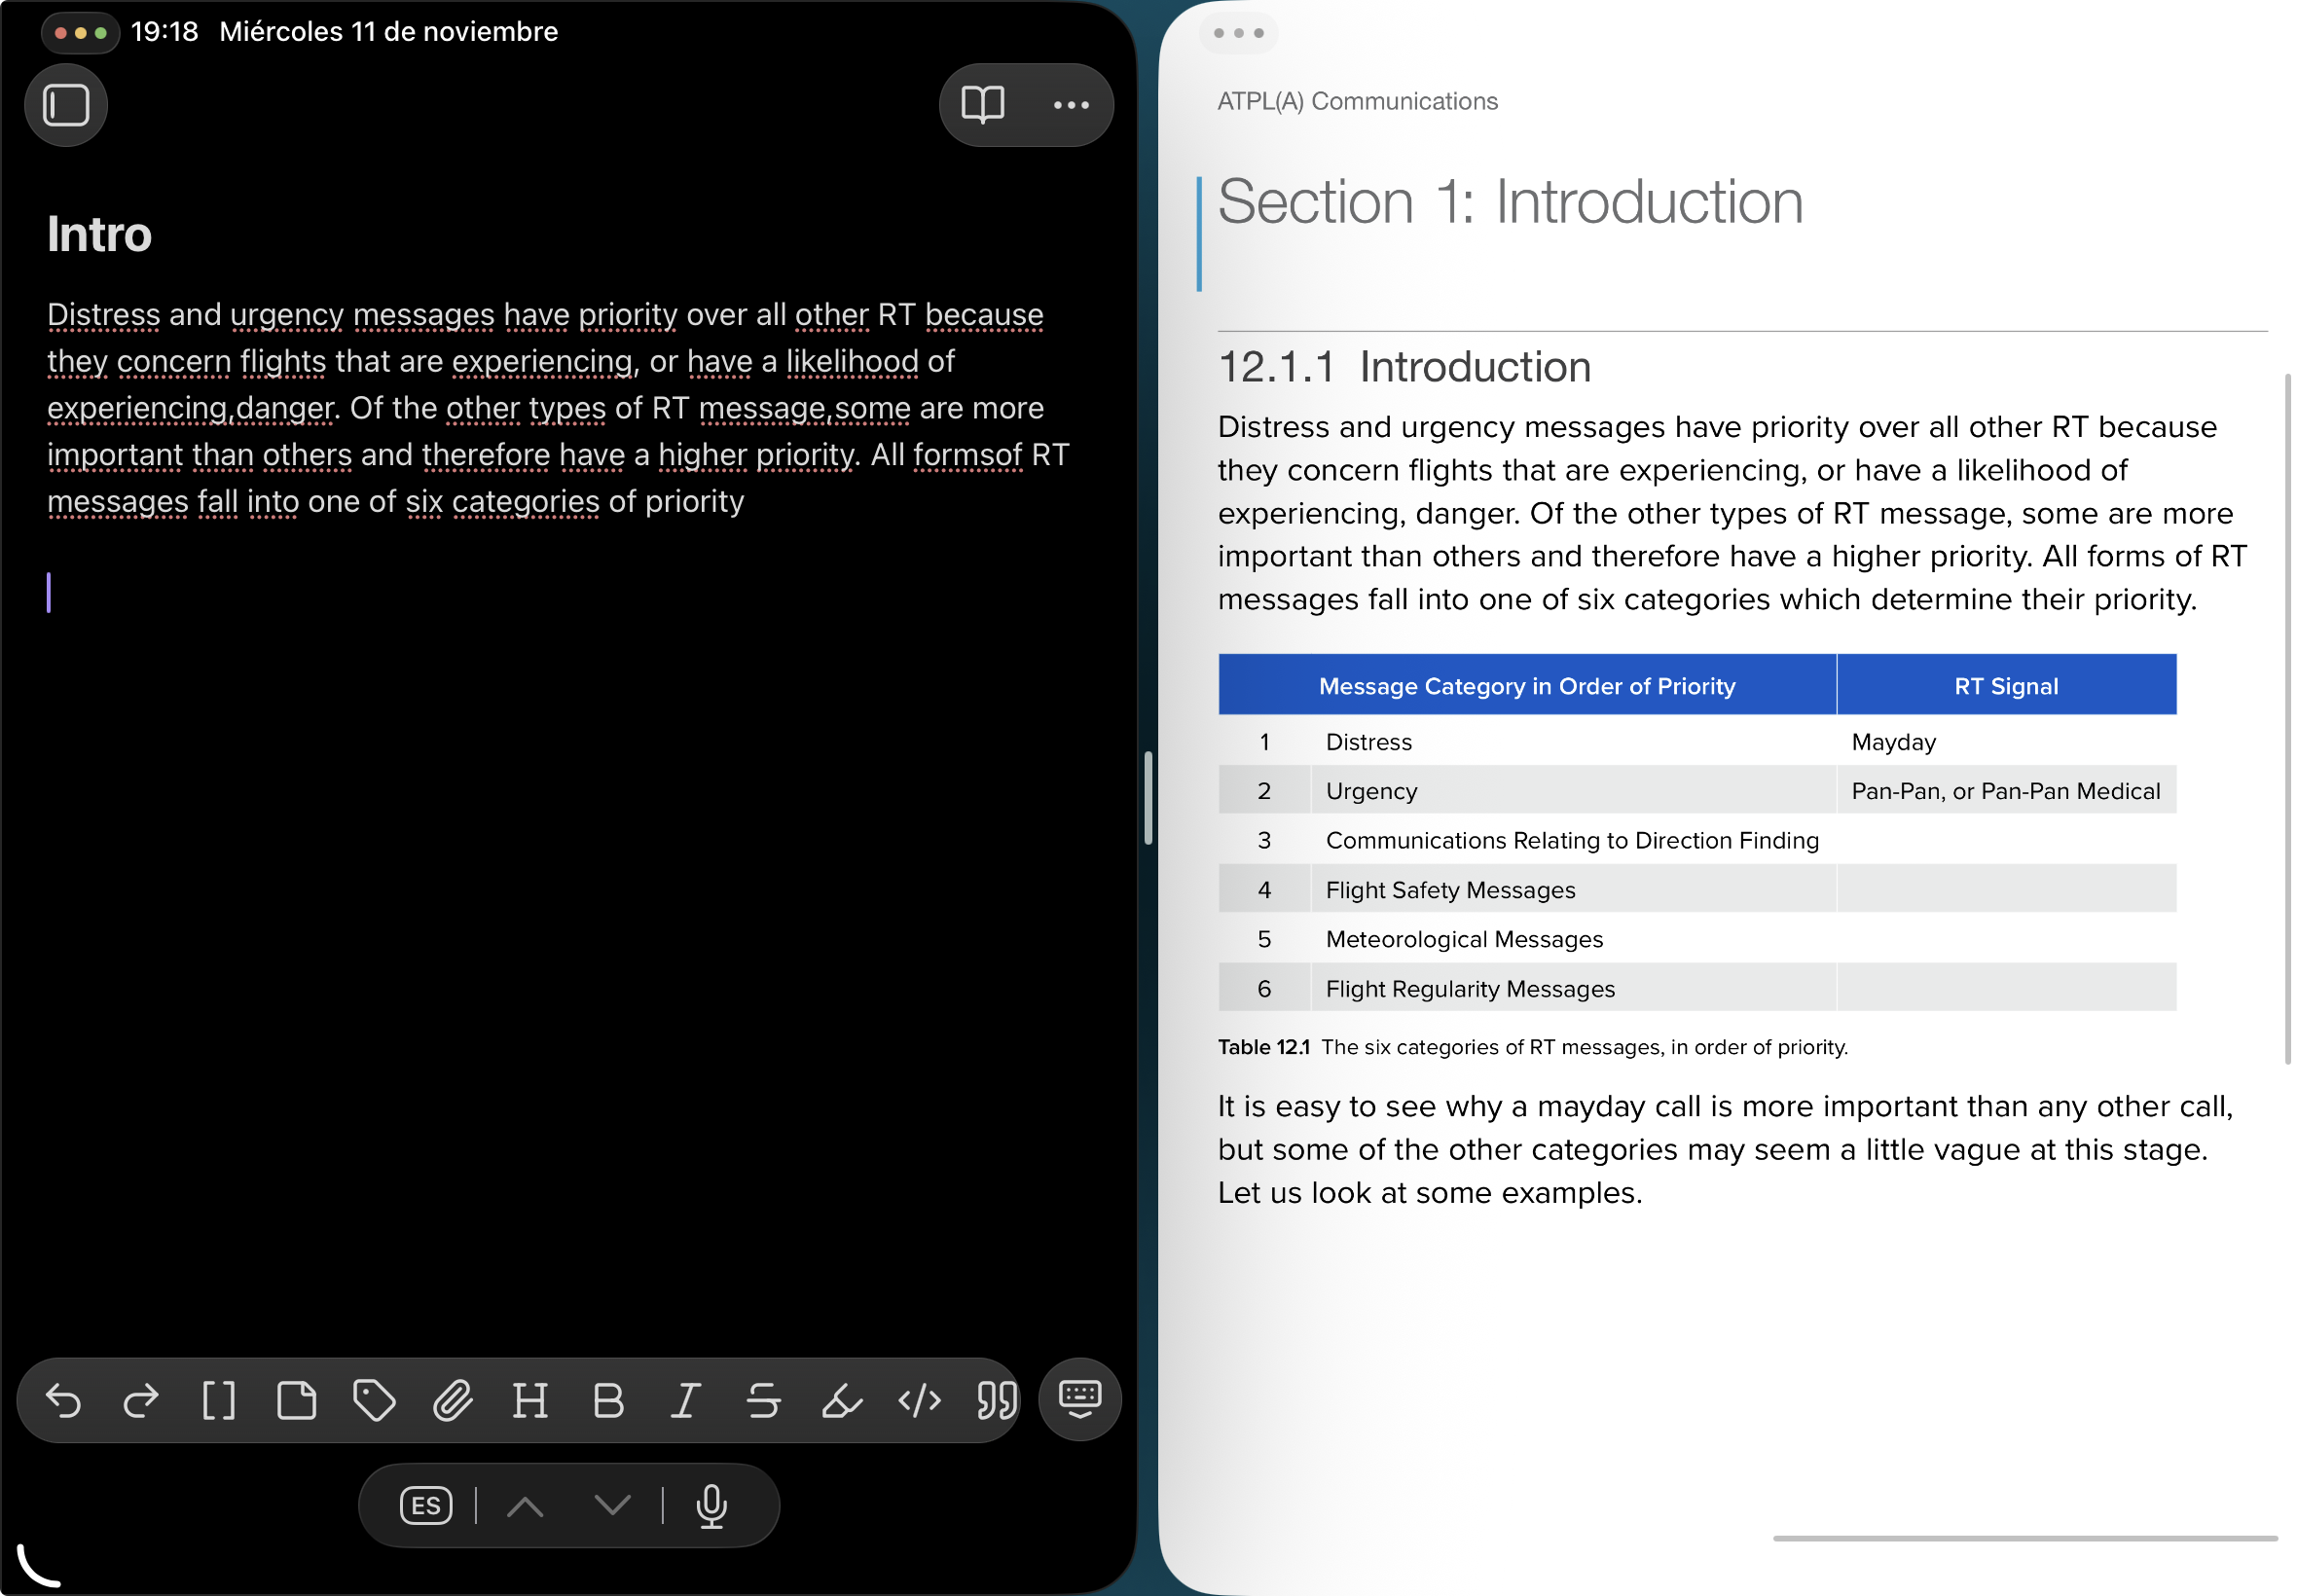 19:18 Miércoles 11 de noviembre
Intro
Distress and urgency messages have priority over all other RT because
they concern flights that are experiencing, or have a likelihood of
experiencing,danger. Of the other types of RT message,some are more
important than others and therefore have a higher priority. All formsof RT
messages fall into one of six categories of priority
ES
ATPL(A) Communications
Section 1: Introduction
12.1.1 Introduction
Distress and urgency messages have priority over all other RT because
they concern flights that are experiencing, or have a likelihood of
experiencing, danger. Of the other types of RT message, some are more
important than others and therefore have a higher priority. All forms of RT
messages fall into one of six categories which determine their priority.
Message Category in Order of Priority RT Signal
1 Distress Mayday
2 Urgency Pan-Pan, or Pan-Pan Medical
3 Communications Relating to Direction Finding
4 Flight Safety Messages
5 Meteorological Messages
6 Flight Regularity Messages
Table 12.1 The six categories of RT messages, in order of priority.
It is easy to see why a mayday call is more important than any other call,
but some of the other categories may seem a little vague at this stage.
Let us look at some examples.